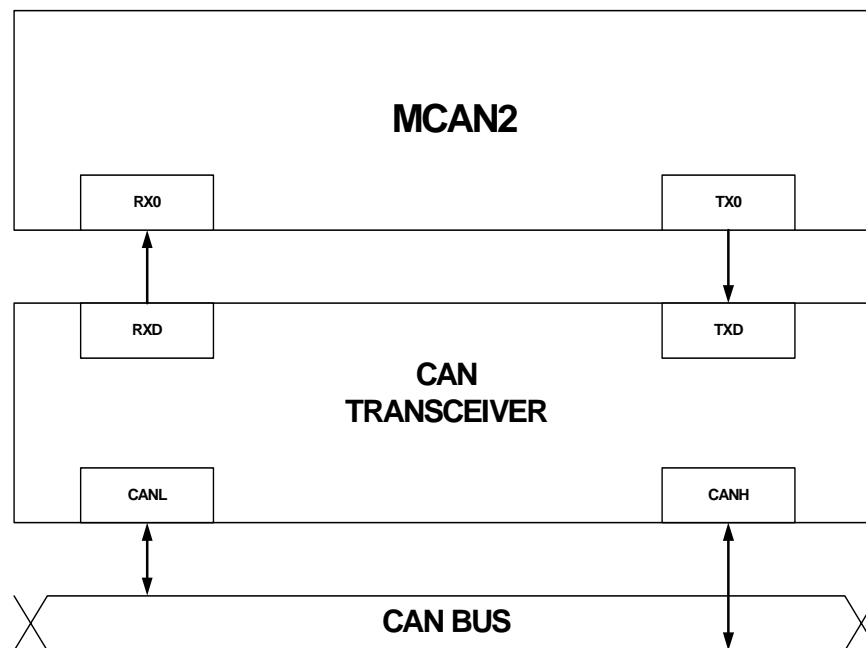 MCAN2
RX0
TX0
RXD
TXD
CAN
TRANSCEIVER
CANL
CANH
CAN BUS